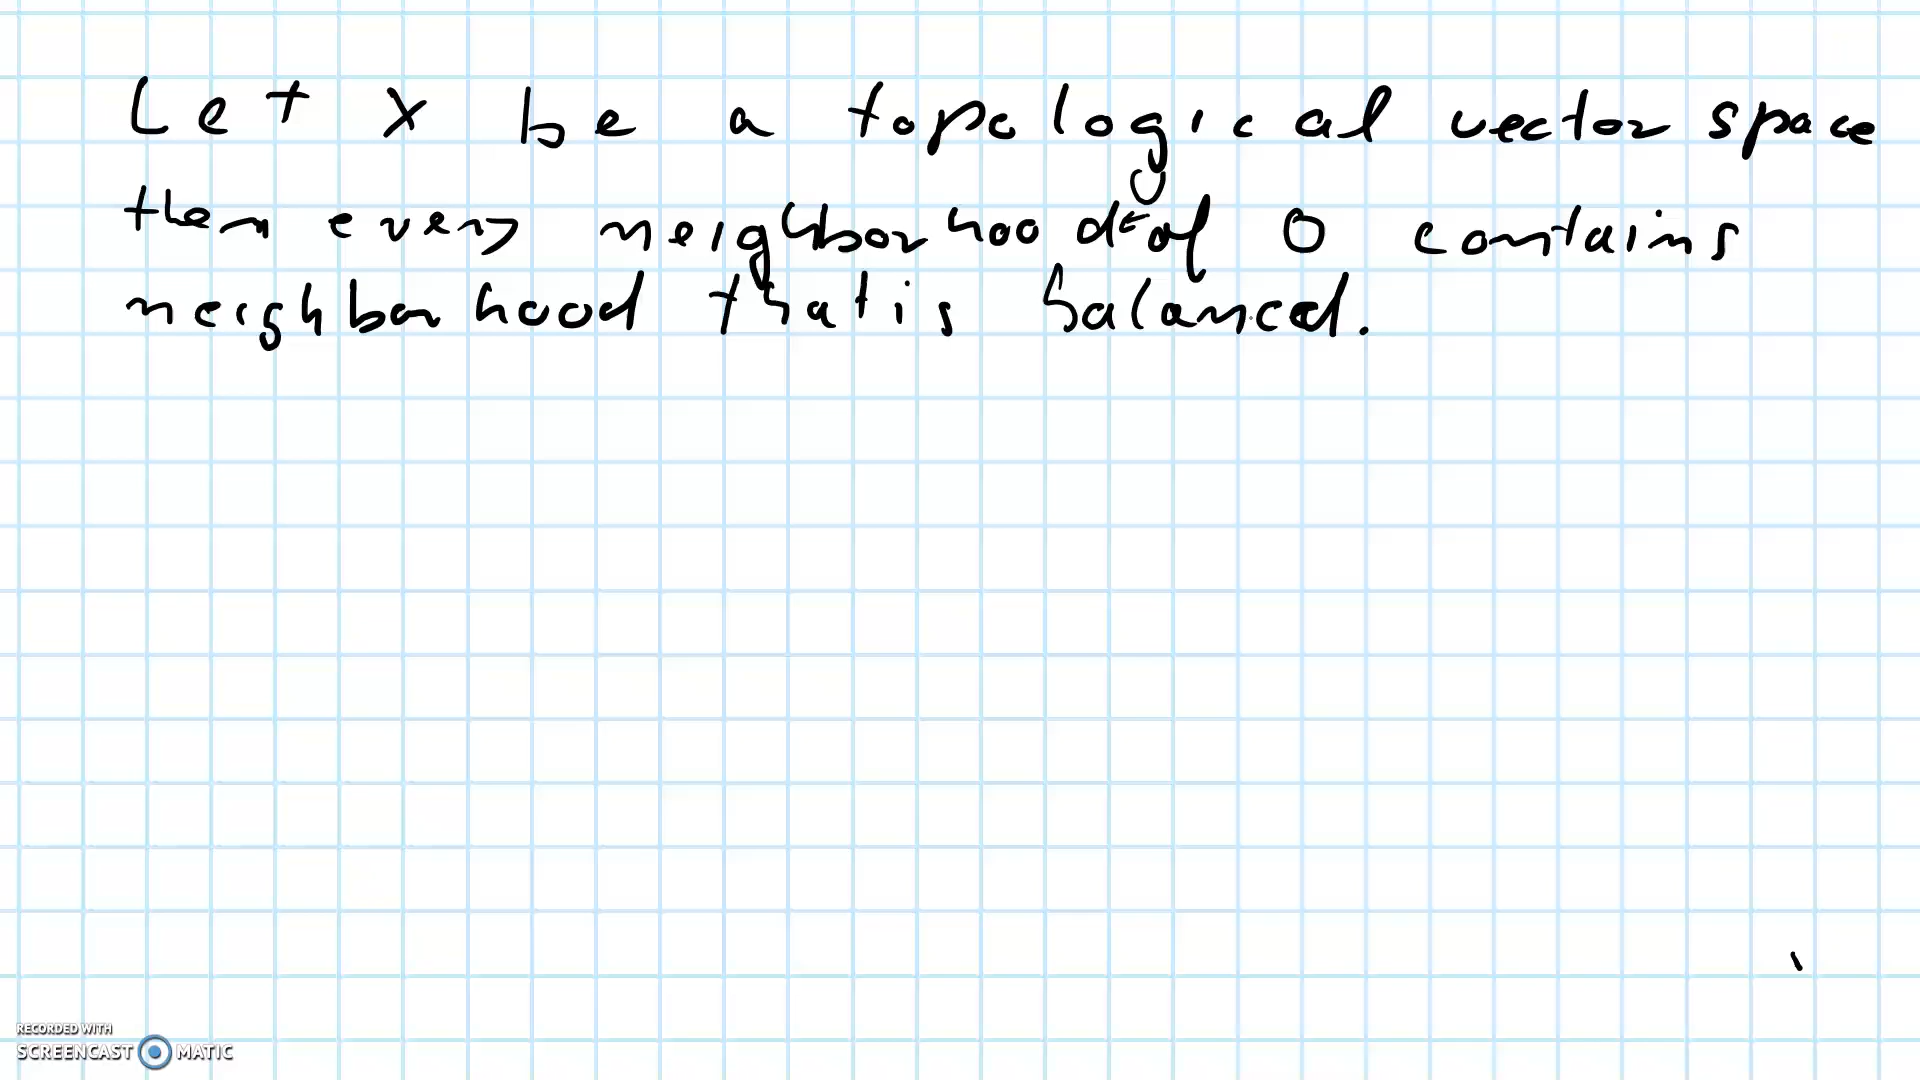 Let X be a topological vector space
then every neighborhood of 0 contains
neighborhood that is balanced.
RECORDED WITH
SCREENCAST MATIC